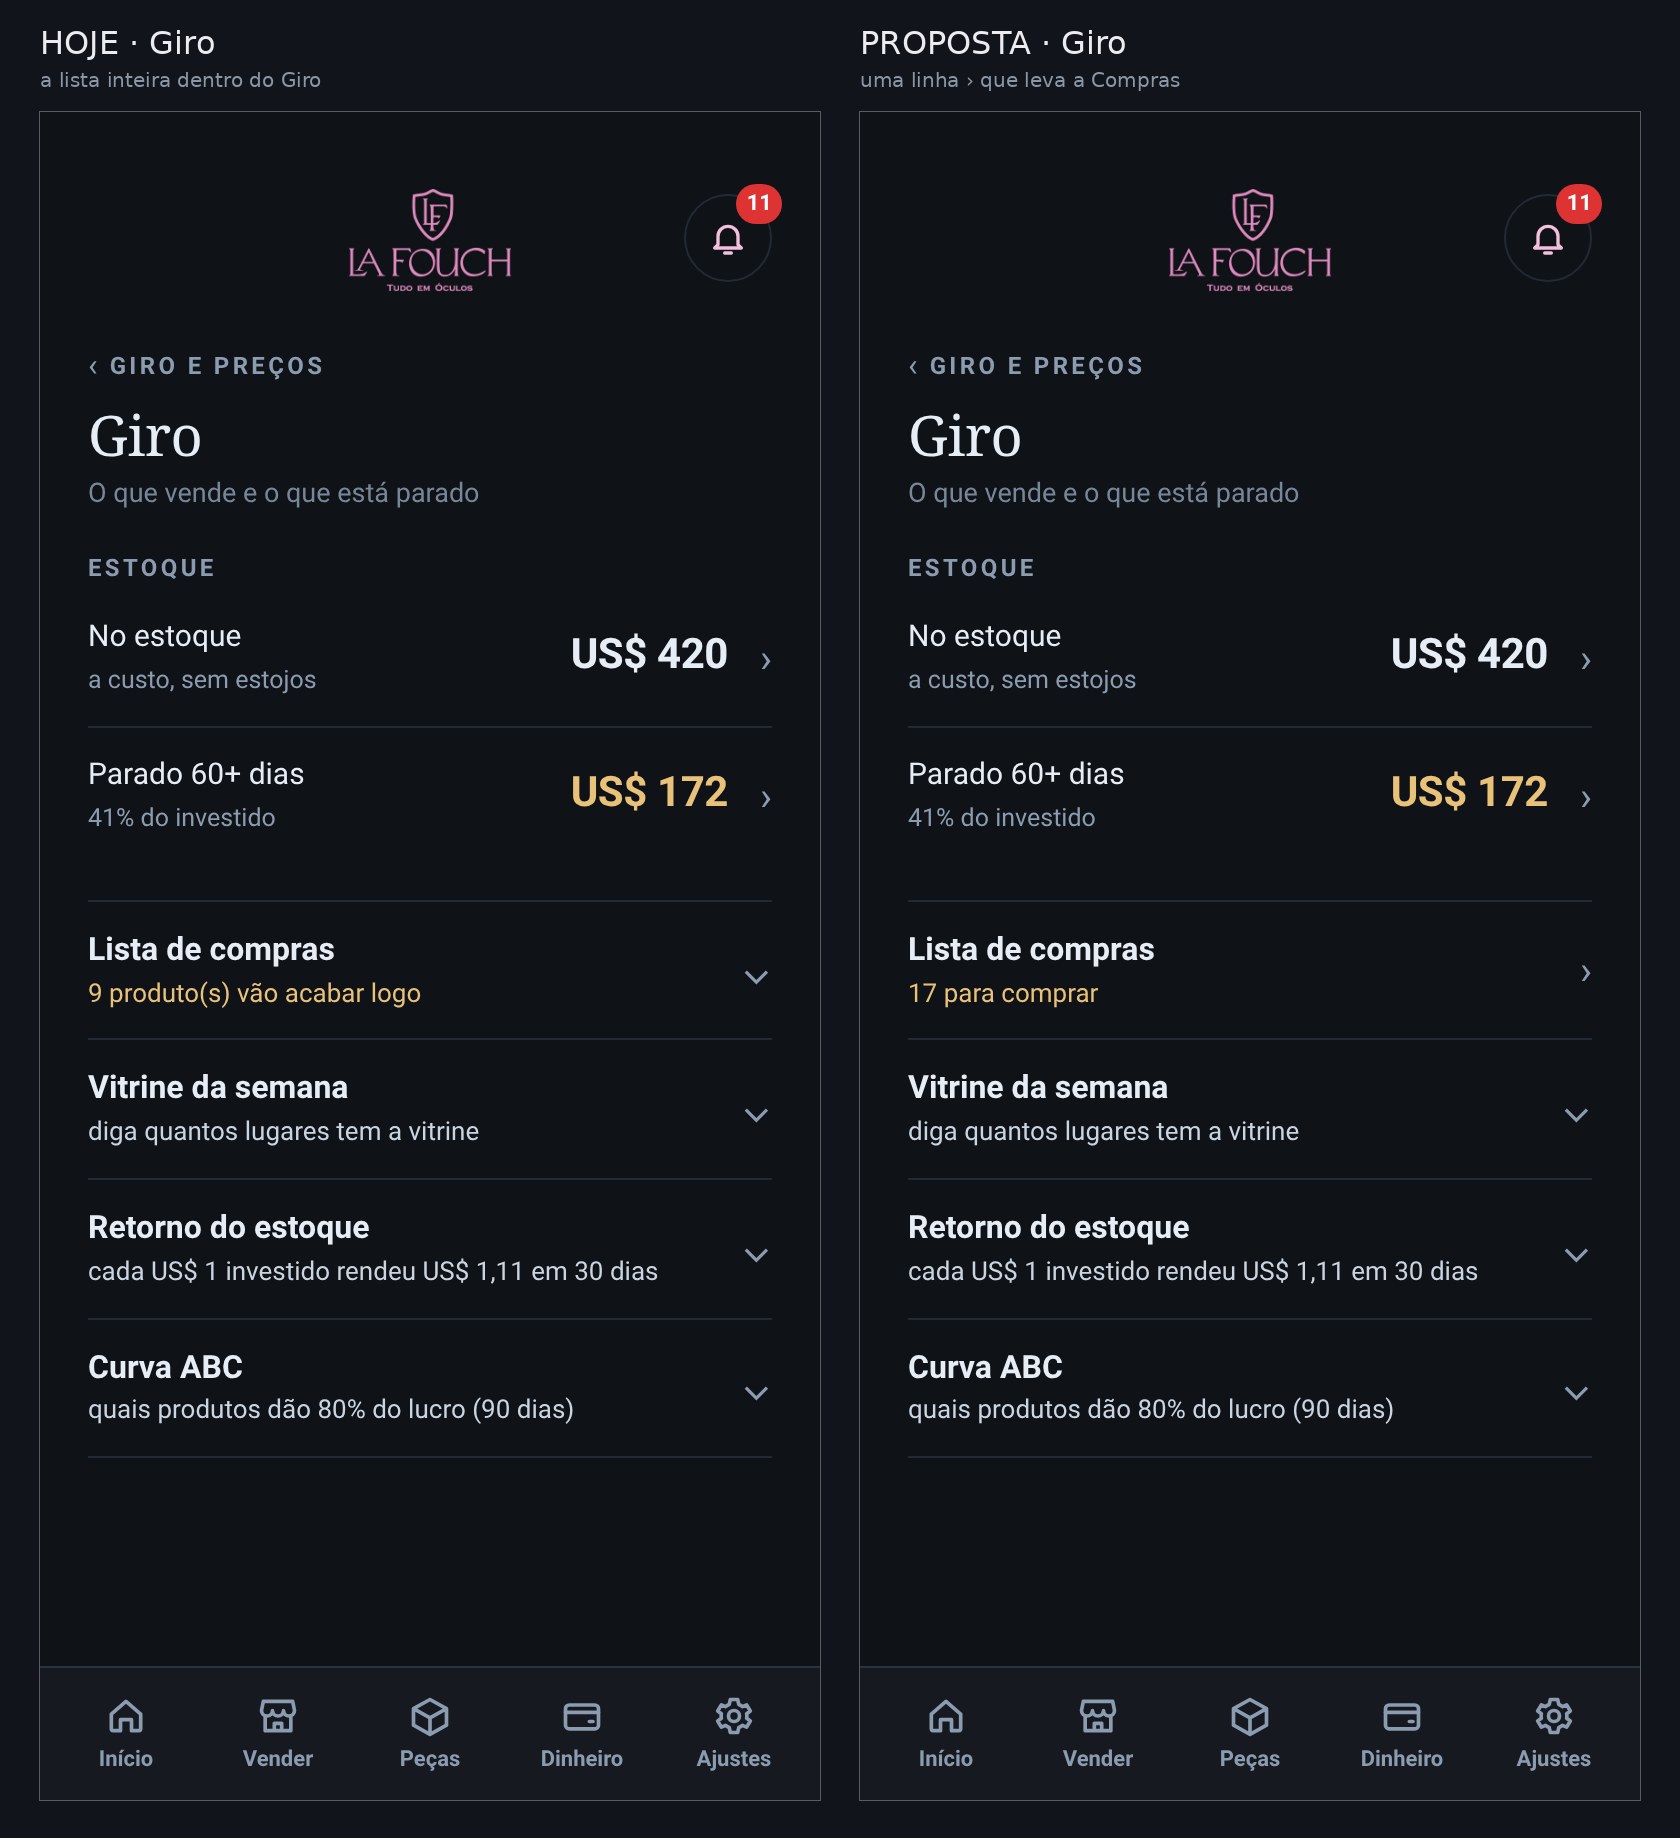 HOJE · Giro
a lista inteira dentro do Giro
LF
LA FOUCH
TUDO EM ÓCULOS
11
‹ GIRO E PREÇOS
Giro
O que vende e o que está parado
ESTOQUE
No estoque
US$ 420 ›
a custo, sem estojos
Parado 60+ dias
US$ 172 ›
41% do investido
Lista de compras
9 produto(s) vão acabar logo
Vitrine da semana
diga quantos lugares tem a vitrine
Retorno do estoque
cada US$ 1 investido rendeu US$ 1,11 em 30 dias
Curva ABC
quais produtos dão 80% do lucro (90 dias)
Início Vender Peças Dinheiro Ajustes
PROPOSTA · Giro
uma linha › que leva a Compras
LF
LA FOUCH
TUDO EM ÓCULOS
11
‹ GIRO E PREÇOS
Giro
O que vende e o que está parado
ESTOQUE
No estoque
US$ 420 ›
a custo, sem estojos
Parado 60+ dias
US$ 172 ›
41% do investido
Lista de compras ›
17 para comprar
Vitrine da semana
diga quantos lugares tem a vitrine
Retorno do estoque
cada US$ 1 investido rendeu US$ 1,11 em 30 dias
Curva ABC
quais produtos dão 80% do lucro (90 dias)
Início Vender Peças Dinheiro Ajustes